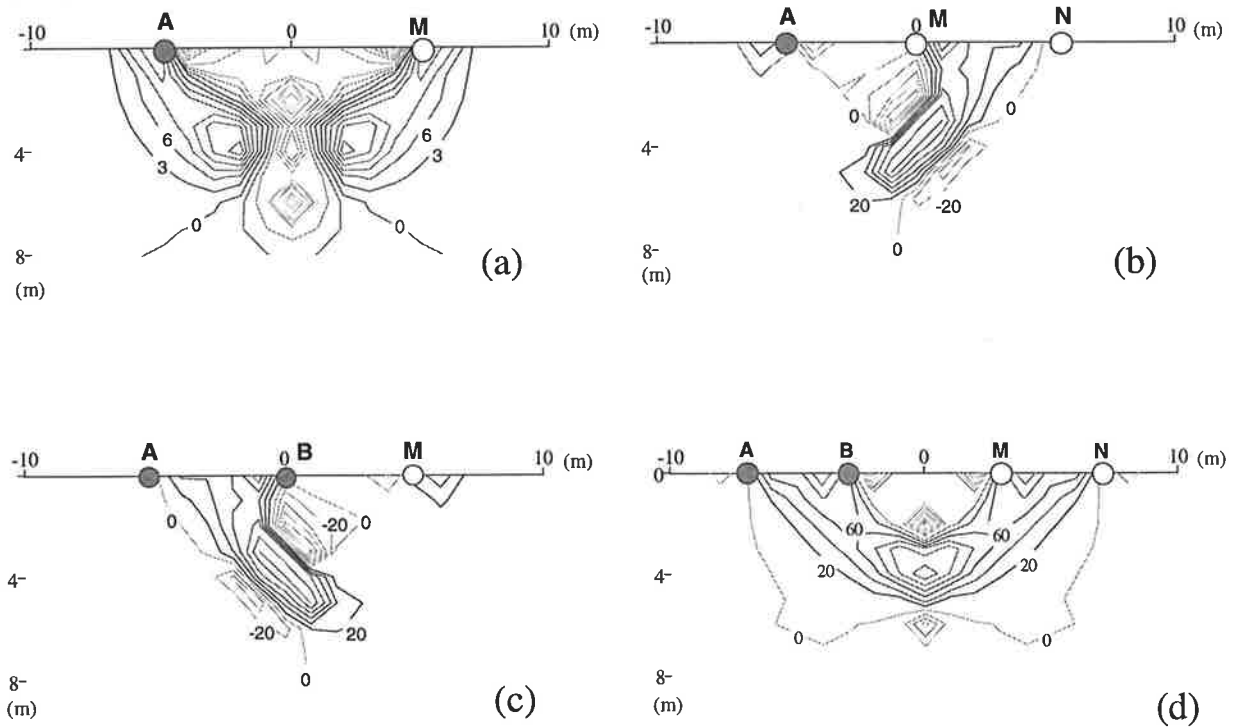 A M
-10 0 10 (m)
6 6
3 3
4-
0 0
8-
(m)
(a)
A 0 M N
-10 10 (m)
0 0
4-
20 -20
0
8-
(m)
(b)
A 0 B M
-10 10 (m)
0 -20 0
4-
-20 20
0
8-
(m)
(c)
A B 0 M N
-10 10 (m)
0
60 60
20 20
4-
0 0
8-
(m)
(d)